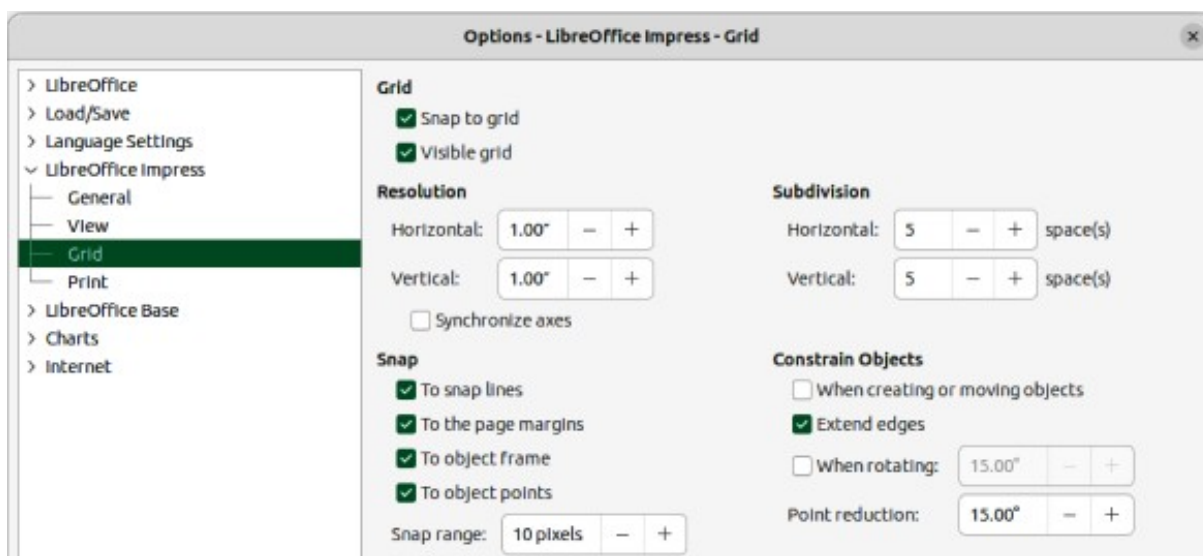 Options - LibreOffice Impress - Grid
LibreOffice
Load/Save
Language Settings
LibreOffice Impress
General
View
Grid
Print
LibreOffice Base
Charts
Internet
Grid
Snap to grid
Visible grid
Resolution
Horizontal: 1.00"
Vertical: 1.00"
Synchronize axes
Subdivision
Horizontal: 5 space(s)
Vertical: 5 space(s)
Snap
To snap lines
To the page margins
To object frame
To object points
Snap range: 10 pixels
Constrain Objects
When creating or moving objects
Extend edges
When rotating: 15.00°
Point reduction: 15.00°